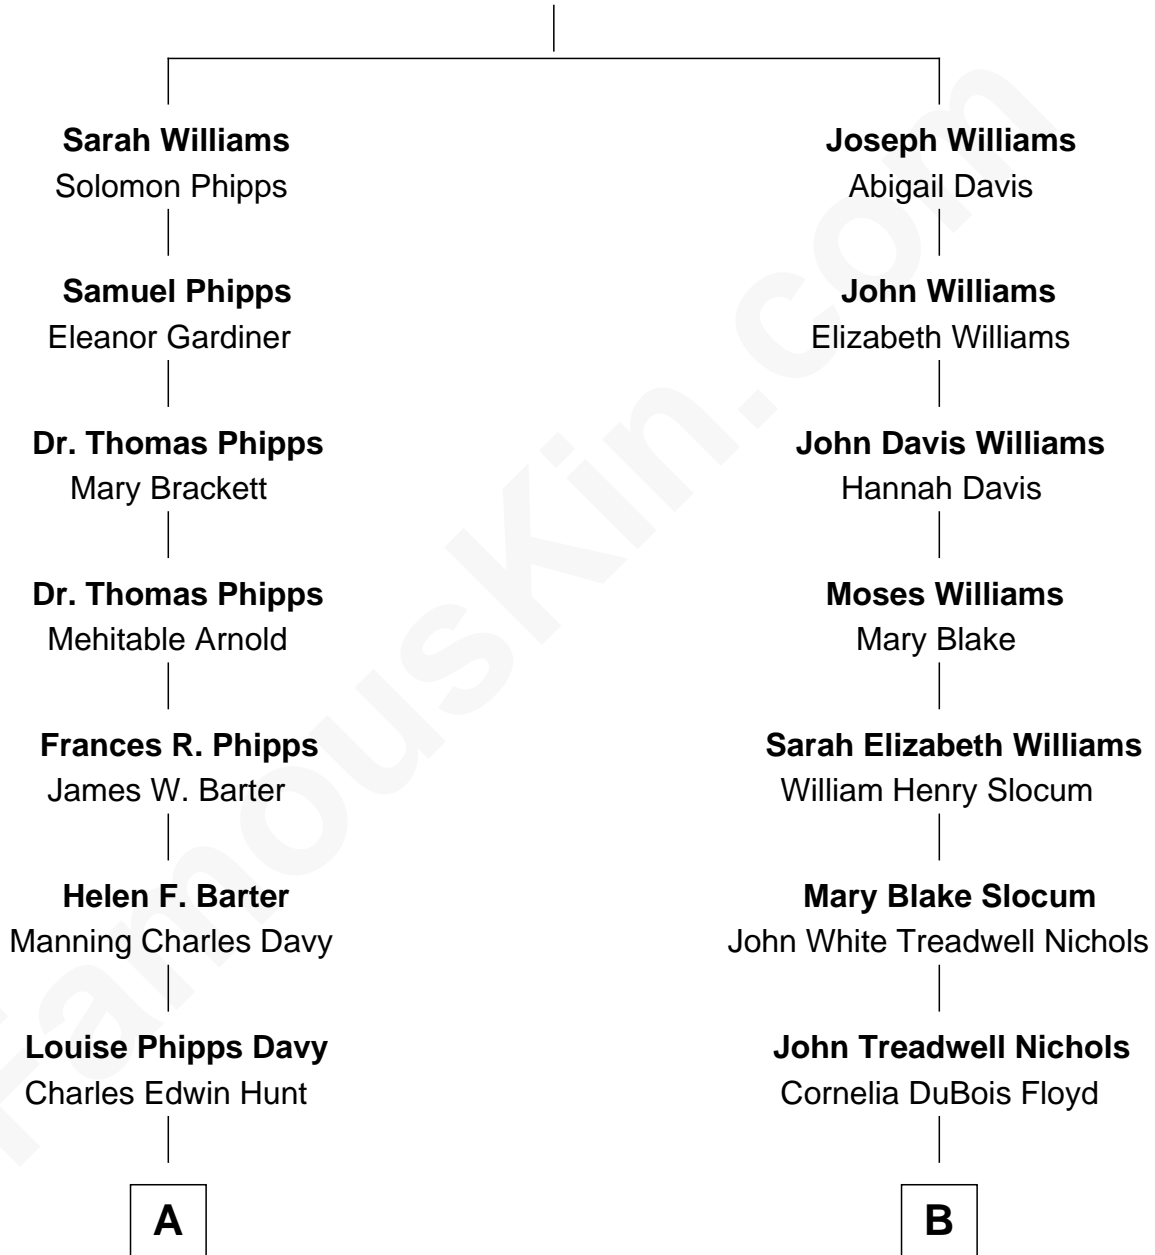 Sarah Williams
Solomon Phipps
Samuel Phipps
Eleanor Gardiner
Dr. Thomas Phipps
Mary Brackett
Dr. Thomas Phipps
Mehitable Arnold
Frances R. Phipps
James W. Barter
Helen F. Barter
Manning Charles Davy
Louise Phipps Davy
Charles Edwin Hunt
A
Joseph Williams
Abigail Davis
John Williams
Elizabeth Williams
John Davis Williams
Hannah Davis
Moses Williams
Mary Blake
Sarah Elizabeth Williams
William Henry Slocum
Mary Blake Slocum
John White Treadwell Nichols
John Treadwell Nichols
Cornelia DuBois Floyd
B
FamousKin.com